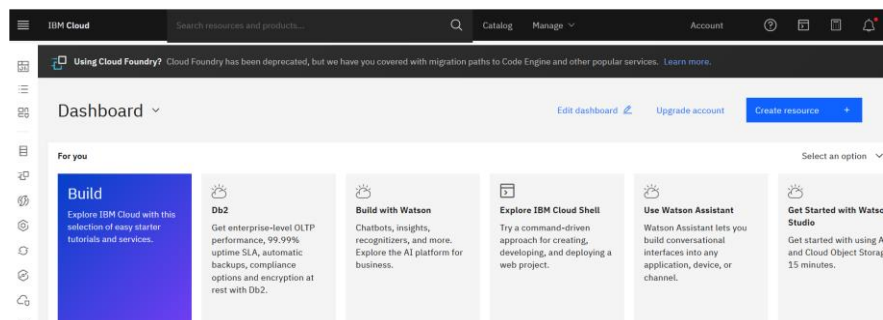 IBM Cloud
Search resources and products...
Catalog
Manage
Account
Using Cloud Foundry? Cloud Foundry has been deprecated, but we have you covered with migration paths to Code Engine and other popular services. Learn more.
Dashboard
Edit dashboard
Upgrade account
Create resource +
For you
Select an option
Build
Explore IBM Cloud with this
selection of easy starter
tutorials and services.
Db2
Get enterprise-level OLTP
performance, 99.99%
uptime SLA, automatic
backups, compliance
options and encryption at
rest with Db2.
Build with Watson
Chatbots, insights,
recognitizers, and more.
Explore the AI platform for
business.
Explore IBM Cloud Shell
Try a command-driven
approach for creating,
developing, and deploying a
web project.
Use Watson Assistant
Watson Assistant lets you
build conversational
interfaces into any
application, device, or
channel.
Get Started with Watso
Studio
Get started with using A
and Cloud Object Storag
15 minutes.